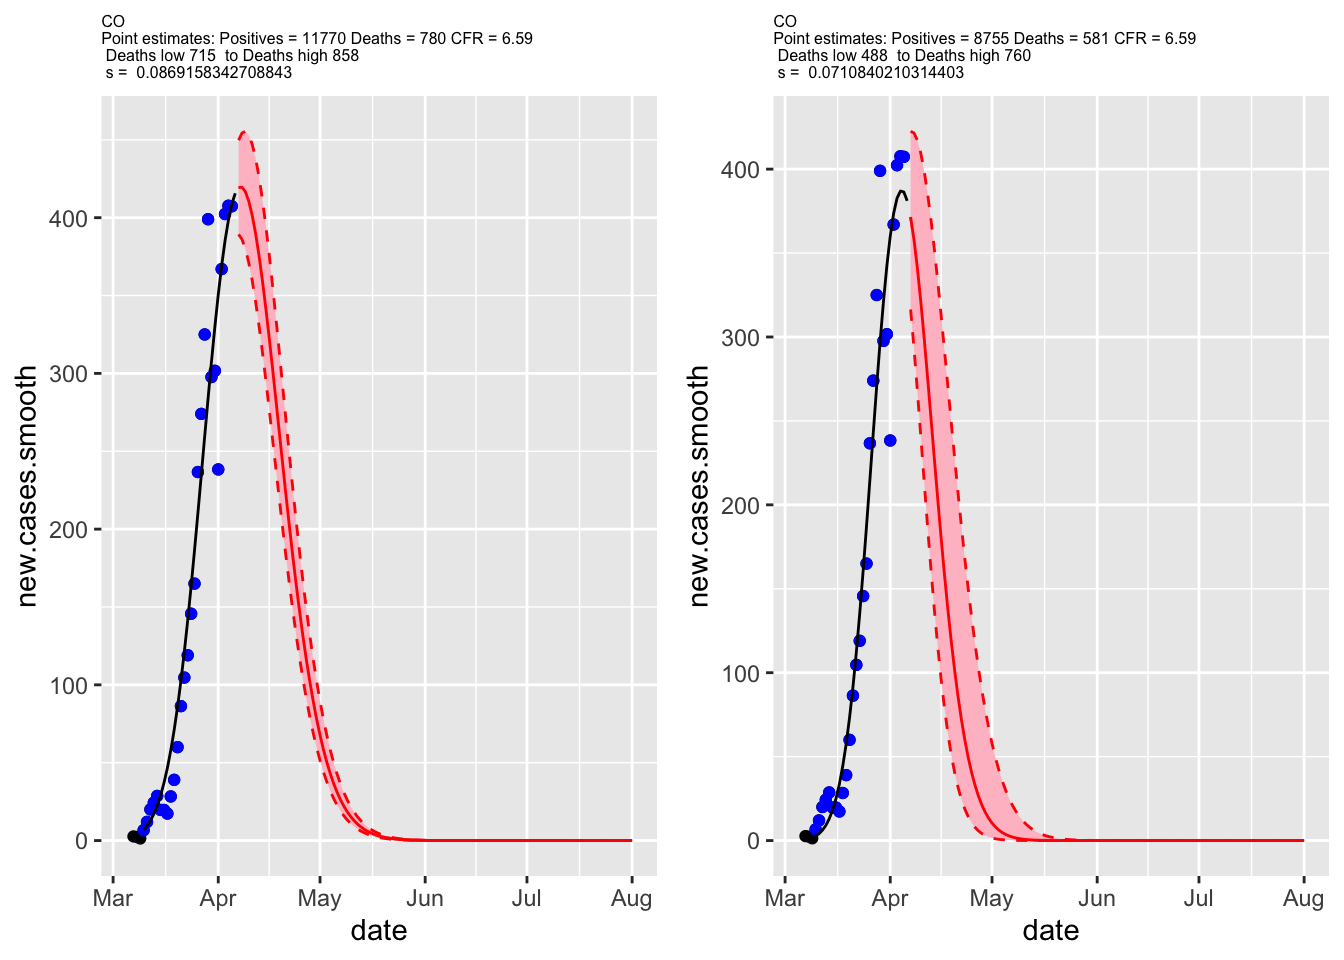 CO
Point estimates: Positives = 11770 Deaths = 780 CFR = 6.59
Deaths low 715  to Deaths high 858
s =  0.0869158342708843
new.cases.smooth
400
300
200
100
0
Mar Apr May Jun Jul Aug
date
CO
Point estimates: Positives = 8755 Deaths = 581 CFR = 6.59
Deaths low 488  to Deaths high 760
s =  0.0710840210314403
new.cases.smooth
400
300
200
100
0
Mar Apr May Jun Jul Aug
date